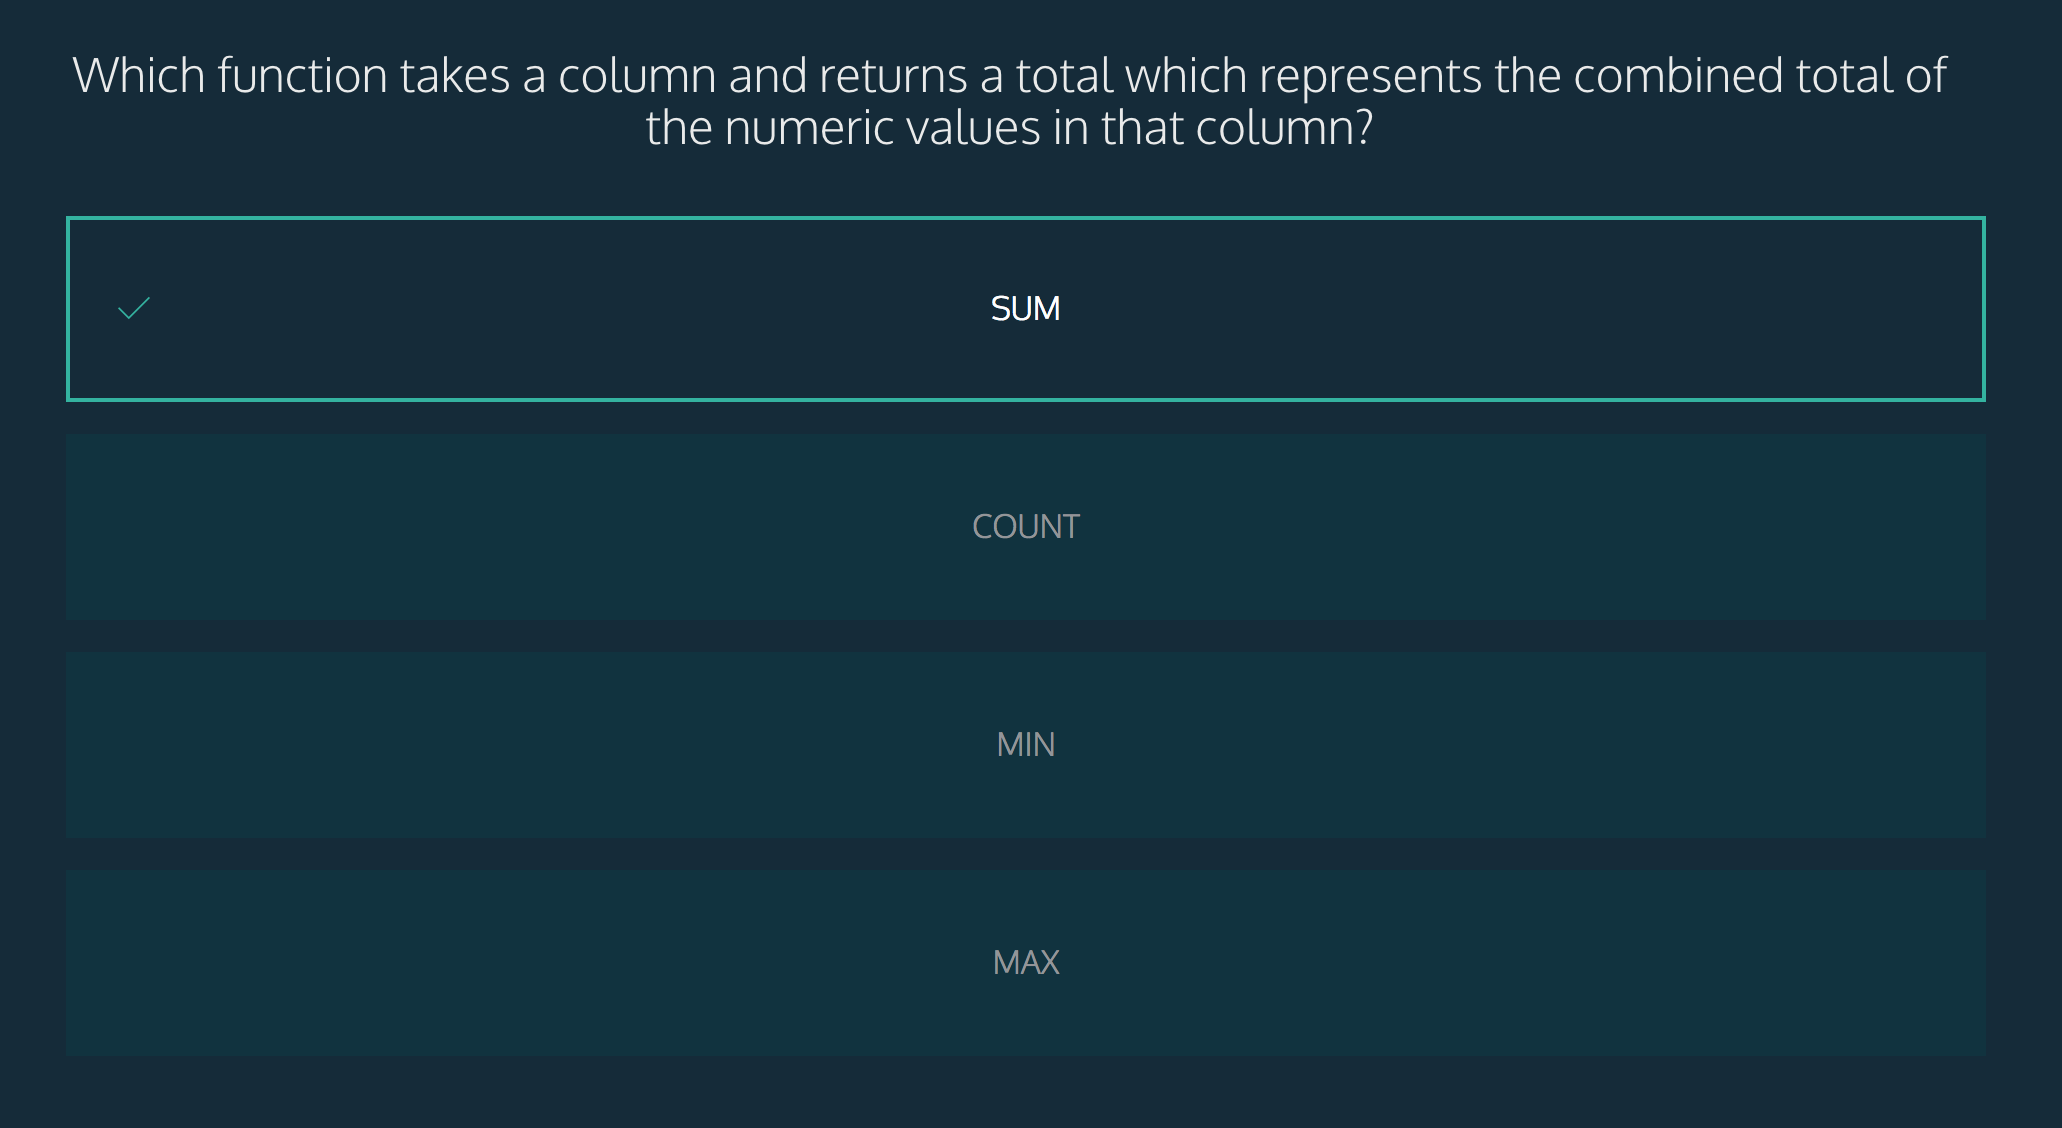 Which function takes a column and returns a total which represents the combined total of
the numeric values in that column?
SUM
COUNT
MIN
MAX